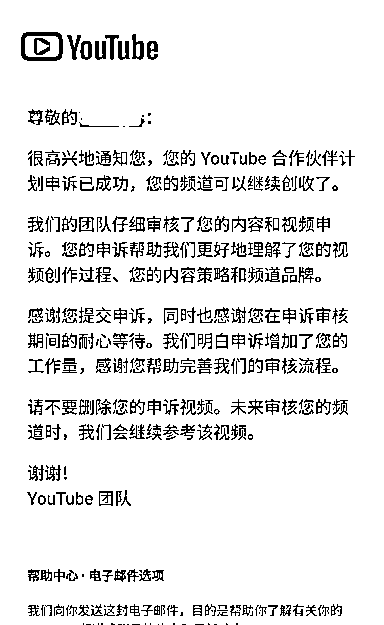 YouTube
尊敬的
很高兴地通知您，您的 YouTube 合作伙伴计
划申诉已成功，您的频道可以继续创收了。
我们的团队仔细审核了您的内容和视频申
诉。您的申诉帮助我们更好地理解了您的视
频创作过程、您的内容策略和频道品牌。
感谢您提交申诉，同时也感谢您在申诉审核
期间的耐心等待。我们明白申诉增加了您的
工作量，感谢您帮助完善我们的审核流程。
请不要删除您的申诉视频。未来审核您的频
道时，我们会继续参考该视频。
谢谢！
YouTube 团队
帮助中心 · 电子邮件选项
我们向你发送这封电子邮件，目的是帮助你了解有关你的